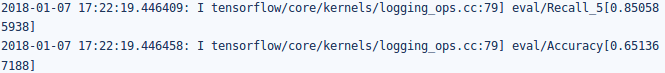 2018-01-07 17:22:19.446409: I tensorflow/core/kernels/logging_ops.cc:79] eval/Recall_5[0.85058
5938]
2018-01-07 17:22:19.446458: I tensorflow/core/kernels/logging_ops.cc:79] eval/Accuracy[0.65136
7188]